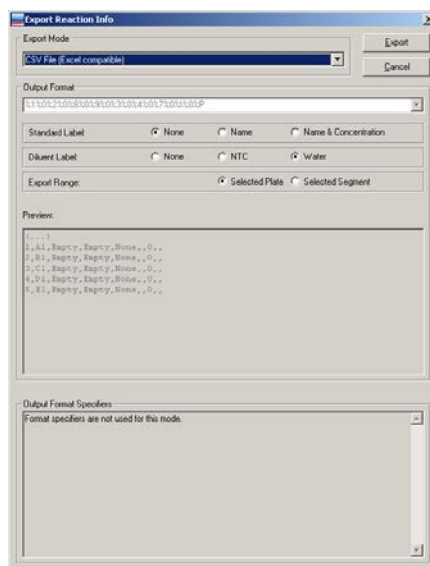 Export Reaction Info
Export Mode
CSV File (Excel compatible)
Export
Cancel
Output Format
Standard Label:
None
Name
Name & Concentration
Diluent Label:
None
NTC
Water
Export Range:
Selected Plate
Selected Segment
Preview:
(...)
1,A1,Empty,Empty,None,,0,,
2,B1,Empty,Empty,None,,0,,
3,C1,Empty,Empty,None,,0,,
4,D1,Empty,Empty,None,,0,,
5,E1,Empty,Empty,None,,0,,
Output Format Specifiers
Format specifiers are not used for this mode.